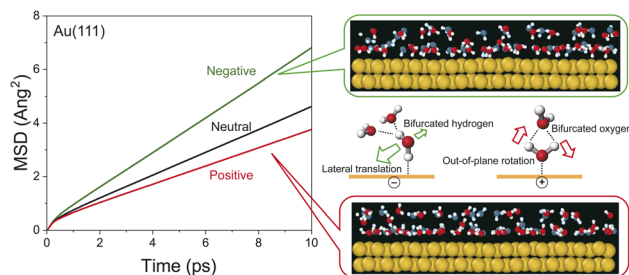 Au(111)
MSD (Ang²)
8
6
4
2
0
0
2
4
6
8
10
Time (ps)
Negative
Neutral
Positive
Bifurcated hydrogen
Lateral translation
−
Bifurcated oxygen
Out-of-plane rotation
+